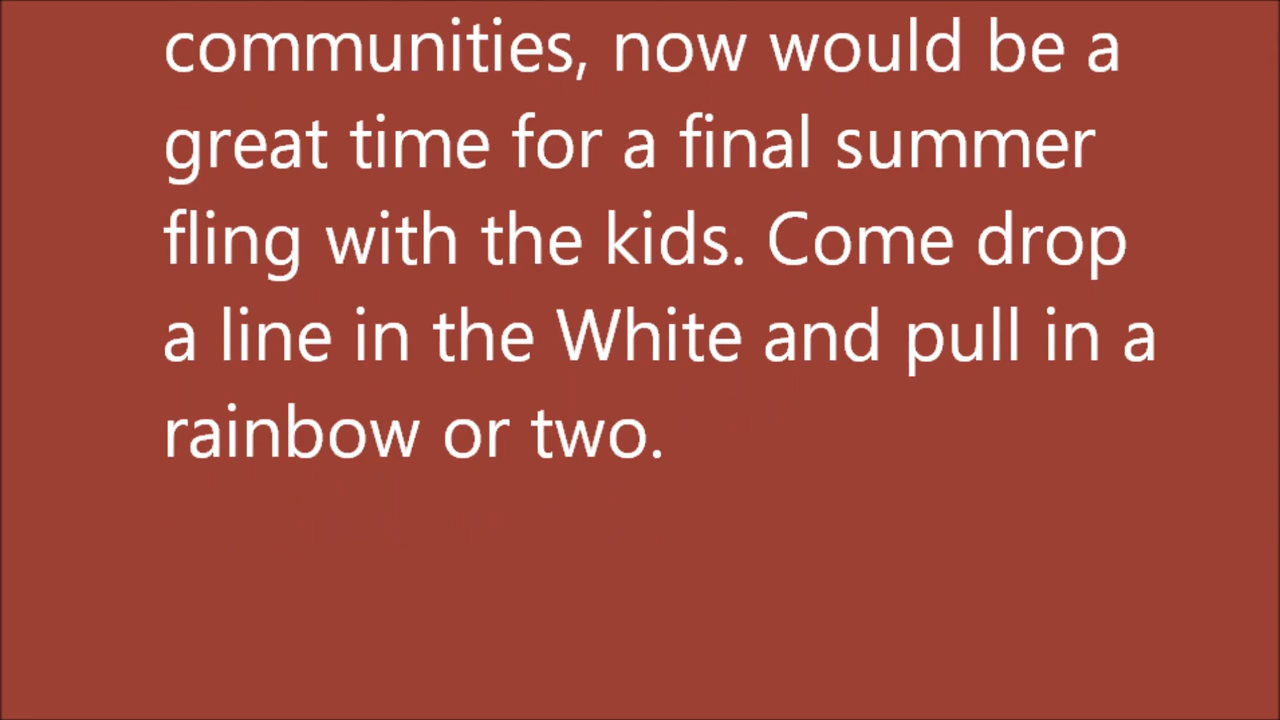 communities, now would be a
great time for a final summer
fling with the kids. Come drop
a line in the White and pull in a
rainbow or two.